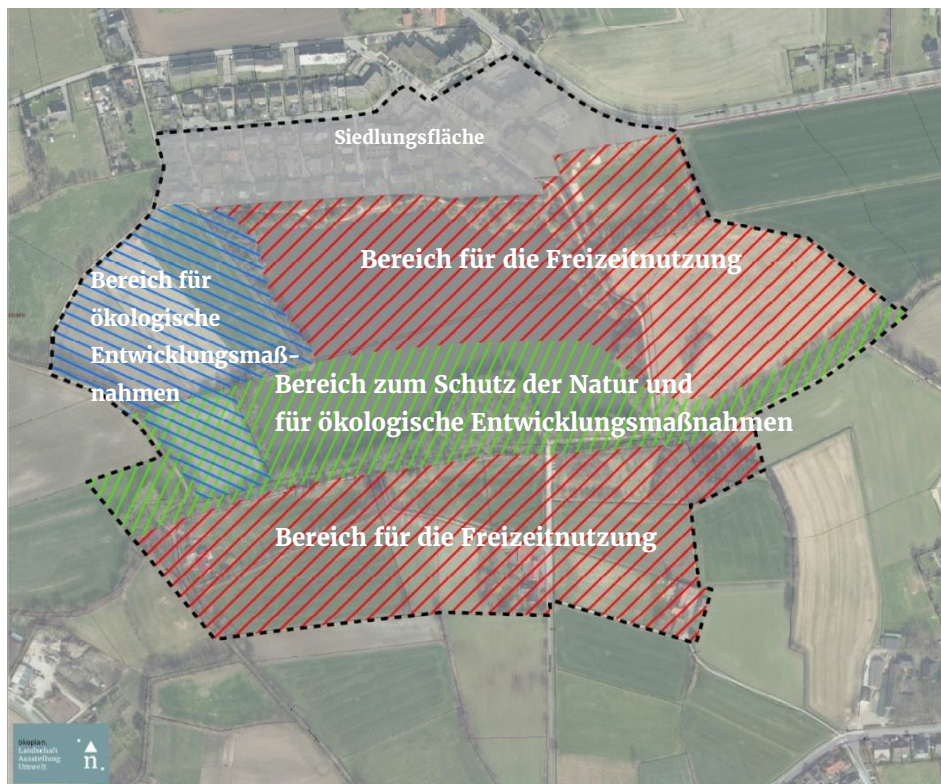 Siedlungsfläche
Bereich für die Freizeitnutzung
Bereich für
ökologische
Entwicklungsmaß-
nahmen
Bereich zum Schutz der Natur und
für ökologische Entwicklungsmaßnahmen
Bereich für die Freizeitnutzung
ökoplan.
Landschaft
Ausstellung
Umwelt
n.